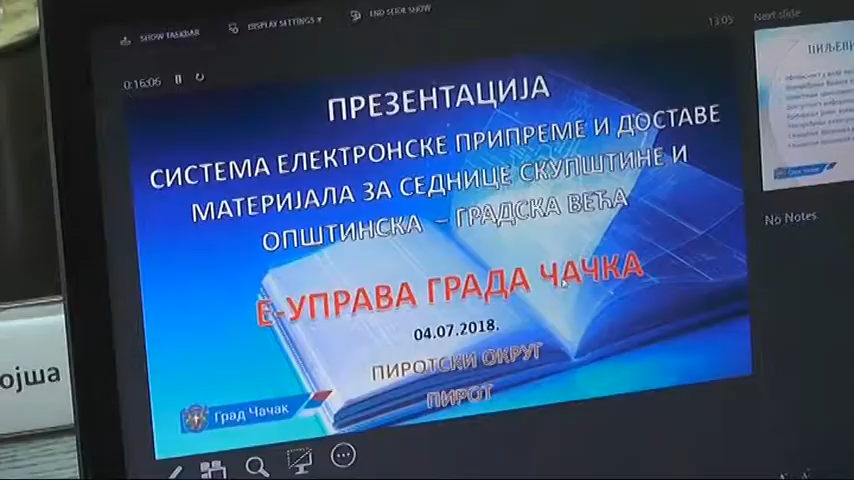 SHOW TASKBAR
DISPLAY SETTINGS
END SLIDE SHOW
13:05
Next slide
0:16:06
ПРЕЗЕНТАЦИЈА
СИСТЕМА ЕЛЕКТРОНСКЕ ПРИПРЕМЕ И ДОСТАВЕ
МАТЕРИЈАЛА ЗА СЕДНИЦЕ СКУПШТИНЕ И
ОПШТИНСКА – ГРАДСКА ВЕЋА
Е-УПРАВА ГРАДА ЧАЧКА
04.07.2018.
ПИРОТСКИ ОКРУГ
ПИРОТ
Град Чачак
No Notes